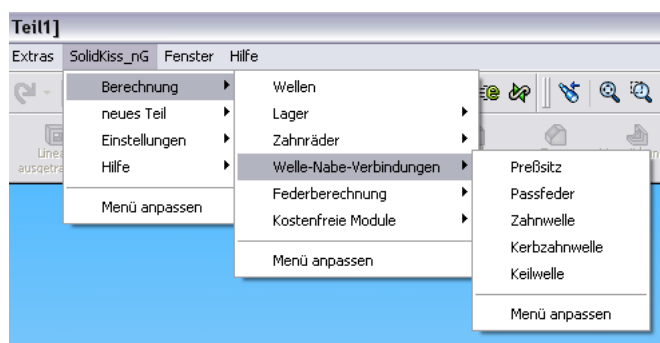 Teil1]
Extras SolidKiss_nG Fenster Hilfe
Berechnung
neues Teil
Einstellungen
Hilfe
Menü anpassen
Wellen
Lager
Zahnräder
Welle-Nabe-Verbindungen
Federberechnung
Kostenfreie Module
Menü anpassen
Preßsitz
Passfeder
Zahnwelle
Kerbzahnwelle
Keilwelle
Menü anpassen